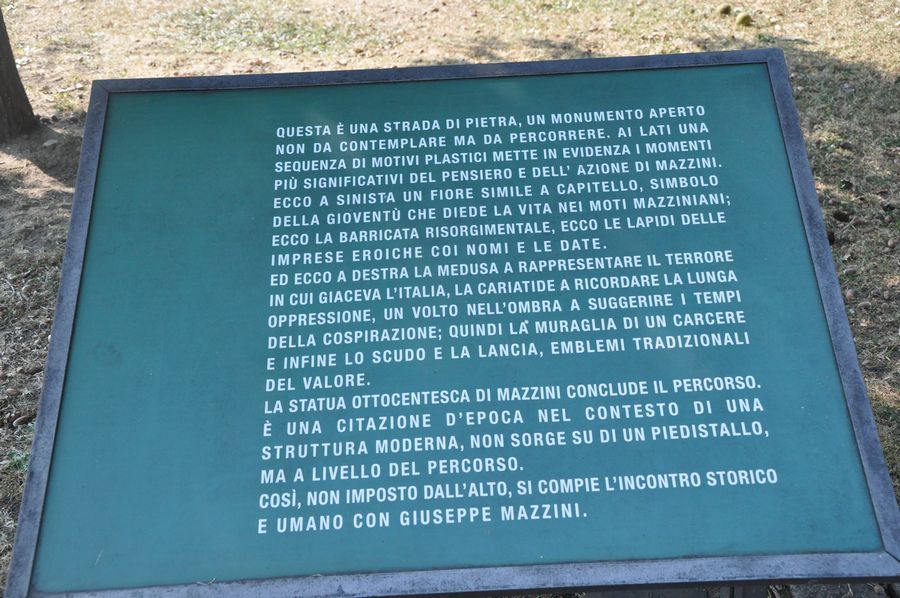 QUESTA È UNA STRADA DI PIETRA, UN MONUMENTO APERTO
NON DA CONTEMPLARE MA DA PERCORRERE. AI LATI UNA
SEQUENZA DI MOTIVI PLASTICI METTE IN EVIDENZA I MOMENTI
PIÙ SIGNIFICATIVI DEL PENSIERO E DELL' AZIONE DI MAZZINI.
ECCO A SINISTRA UN FIORE SIMILE A CAPITELLO, SIMBOLO
DELLA GIOVENTÙ CHE DIEDE LA VITA NEI MOTI MAZZINIANI;
ECCO LA BARRICATA RISORGIMENTALE, ECCO LE LAPIDI DELLE
IMPRESE EROICHE COI NOMI E LE DATE.
ED ECCO A DESTRA LA MEDUSA A RAPPRESENTARE IL TERRORE
IN CUI GIACEVA L'ITALIA, LA CARIATIDE A RICORDARE LA LUNGA
OPPRESSIONE, UN VOLTO NELL'OMBRA A SUGGERIRE I TEMPI
DELLA COSPIRAZIONE; QUINDI LA MURAGLIA DI UN CARCERE
E INFINE LO SCUDO E LA LANCIA, EMBLEMI TRADIZIONALI
DEL VALORE.
LA STATUA OTTOCENTESCA DI MAZZINI CONCLUDE IL PERCORSO.
È UNA CITAZIONE D'EPOCA NEL CONTESTO DI UNA
STRUTTURA MODERNA, NON SORGE SU DI UN PIEDISTALLO,
MA A LIVELLO DEL PERCORSO.
COSÌ, NON IMPOSTO DALL'ALTO, SI COMPIE L'INCONTRO STORICO
E UMANO CON GIUSEPPE MAZZINI.